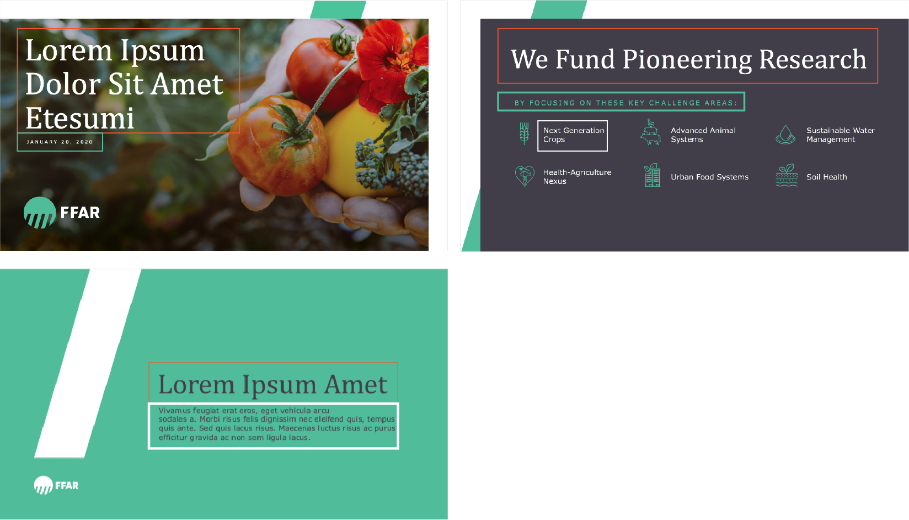 Lorem Ipsum
Dolor Sit Amet
Etesumi
JANUARY 20, 2020
FFAR
We Fund Pioneering Research
BY FOCUSING ON THESE KEY CHALLENGE AREAS:
Next Generation
Crops
Advanced Animal
Systems
Sustainable Water
Management
Health-Agriculture
Nexus
Urban Food Systems
Soil Health
Lorem Ipsum Amet
Vivamus feugiat erat eros, eget vehicula arcu
sodales a. Morbi risus felis dignissim nec eleifend quis, tempus
quis ante. Sed quis lacus risus. Maecenas luctus risus ac purus
efficitur gravida ac non sem ligula lacus.
FFAR